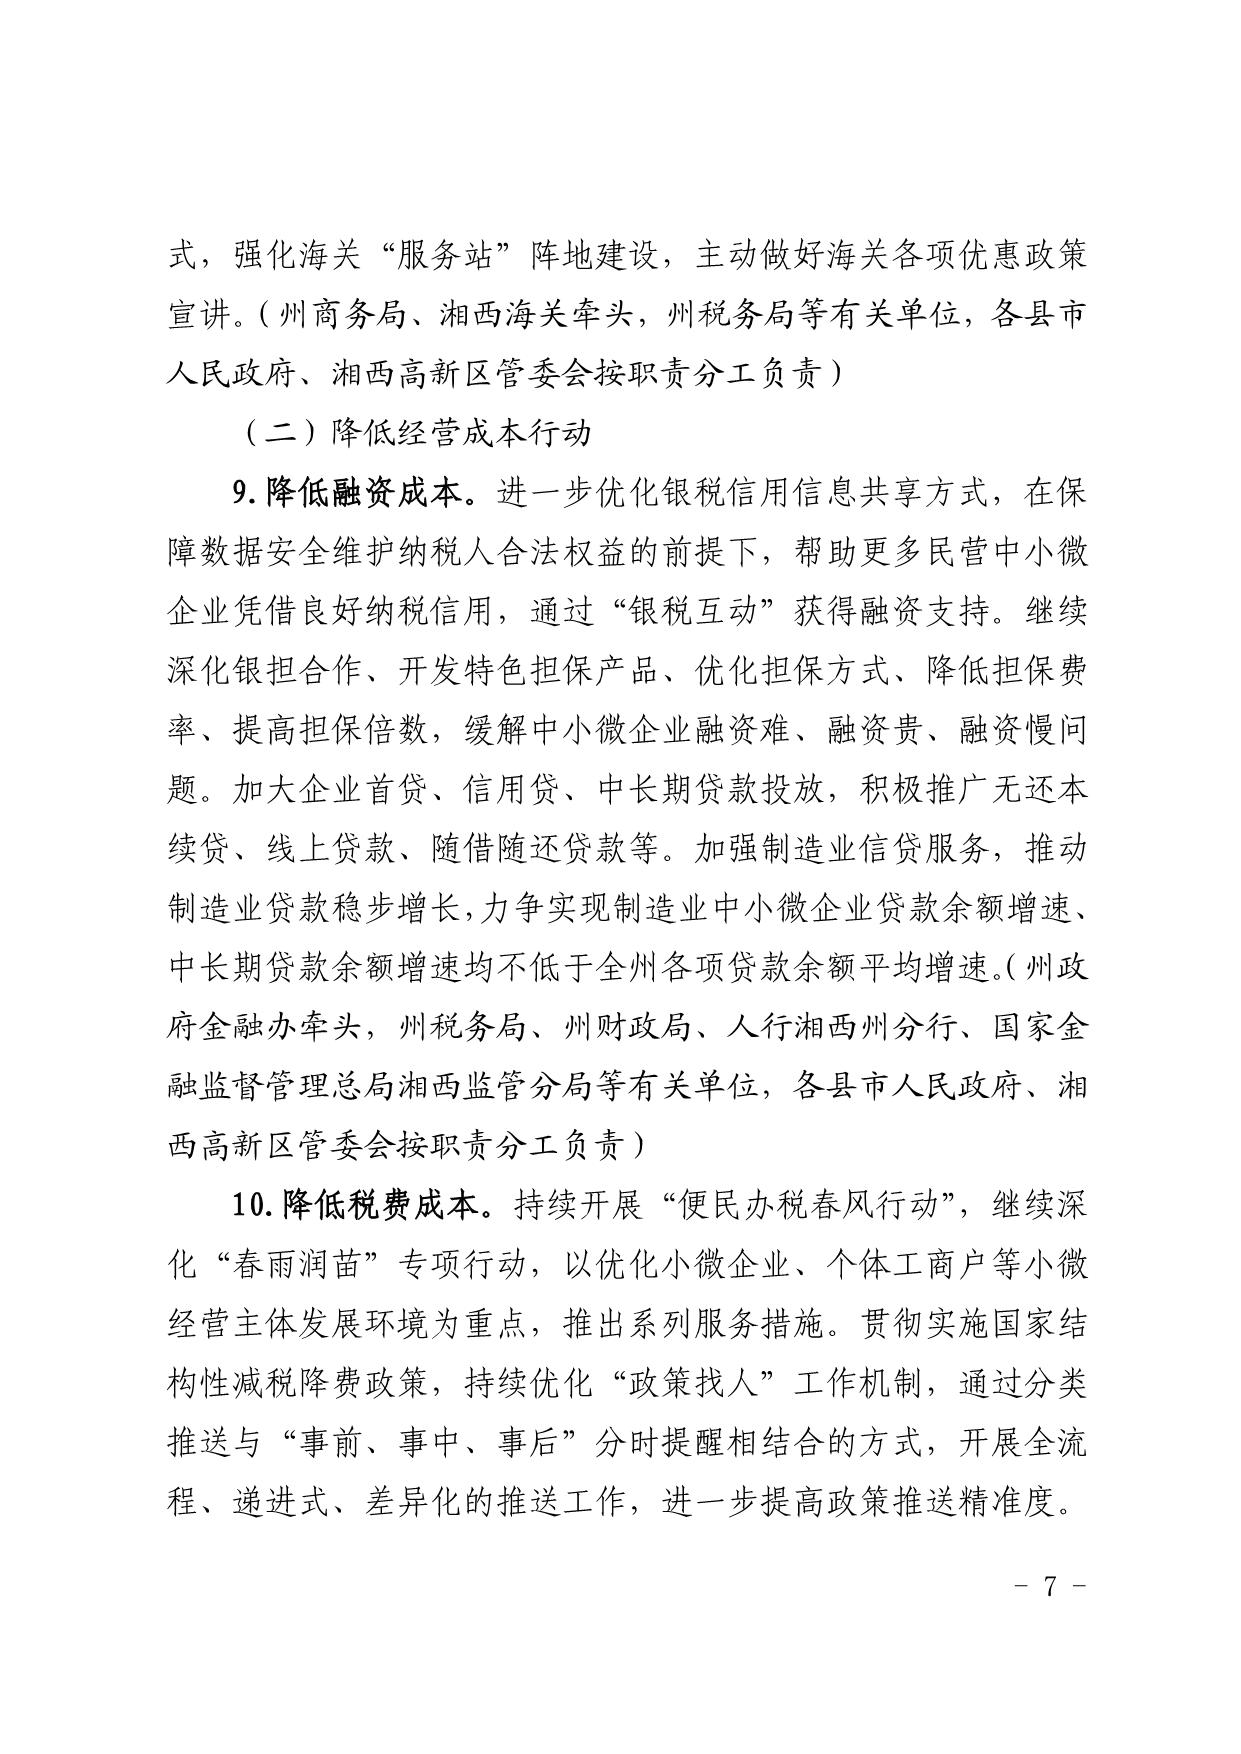 式，强化海关“服务站”阵地建设，主动做好海关各项优惠政策
宣讲。（州商务局、湘西海关牵头，州税务局等有关单位，各县市
人民政府、湘西高新区管委会按职责分工负责）
（二）降低经营成本行动
9.降低融资成本。进一步优化银税信用信息共享方式，在保
障数据安全维护纳税人合法权益的前提下，帮助更多民营中小微
企业凭借良好纳税信用，通过“银税互动”获得融资支持。继续
深化银担合作、开发特色担保产品、优化担保方式、降低担保费
率、提高担保倍数，缓解中小微企业融资难、融资贵、融资慢问
题。加大企业首贷、信用贷、中长期贷款投放，积极推广无还本
续贷、线上贷款、随借随还贷款等。加强制造业信贷服务，推动
制造业贷款稳步增长，力争实现制造业中小微企业贷款余额增速、
中长期贷款余额增速均不低于全州各项贷款余额平均增速。（州政
府金融办牵头，州税务局、州财政局、人行湘西州分行、国家金
融监督管理总局湘西监管分局等有关单位，各县市人民政府、湘
西高新区管委会按职责分工负责）
10.降低税费成本。持续开展“便民办税春风行动”，继续深
化“春雨润苗”专项行动，以优化小微企业、个体工商户等小微
经营主体发展环境为重点，推出系列服务措施。贯彻实施国家结
构性减税降费政策，持续优化“政策找人”工作机制，通过分类
推送与“事前、事中、事后”分时提醒相结合的方式，开展全流
程、递进式、差异化的推送工作，进一步提高政策推送精准度。
- 7 -